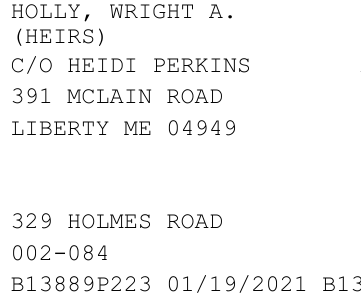 HOLLY, WRIGHT A.
(HEIRS)
C/O HEIDI PERKINS
391 MCLAIN ROAD
LIBERTY ME 04949
329 HOLMES ROAD
002-084
B13889P223 01/19/2021 B13